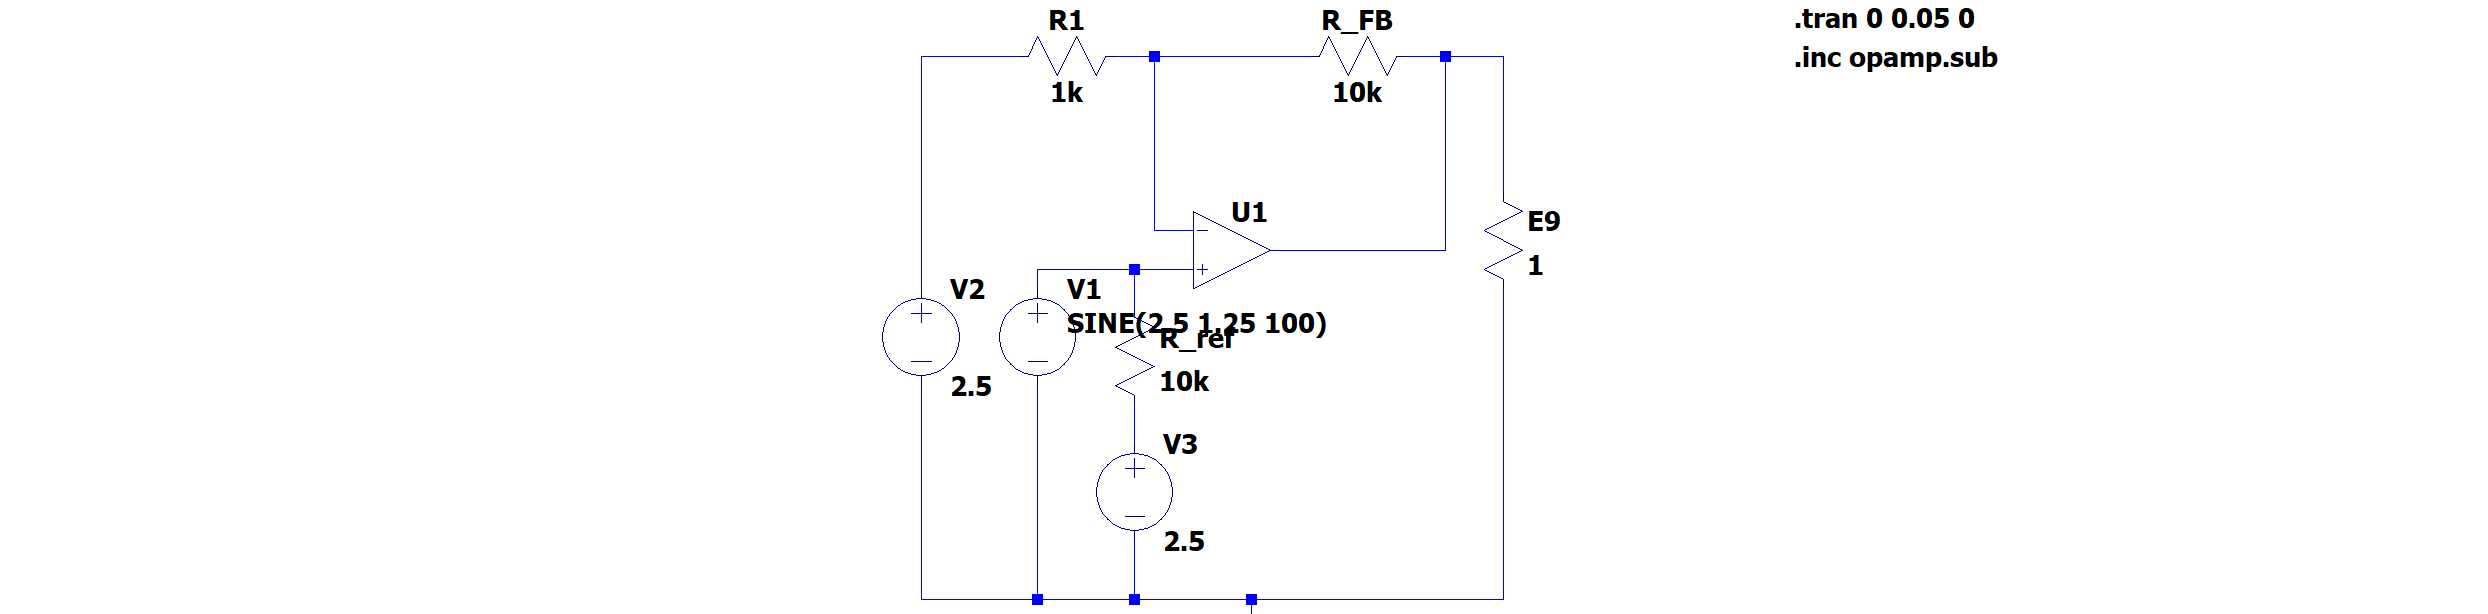 R1
1k
R_FB
10k
.tran 0 0.05 0
.inc opamp.sub
U1
E9
1
V2
2.5
V1
SINE(2.5 1.25 100)
R_ref
10k
V3
2.5